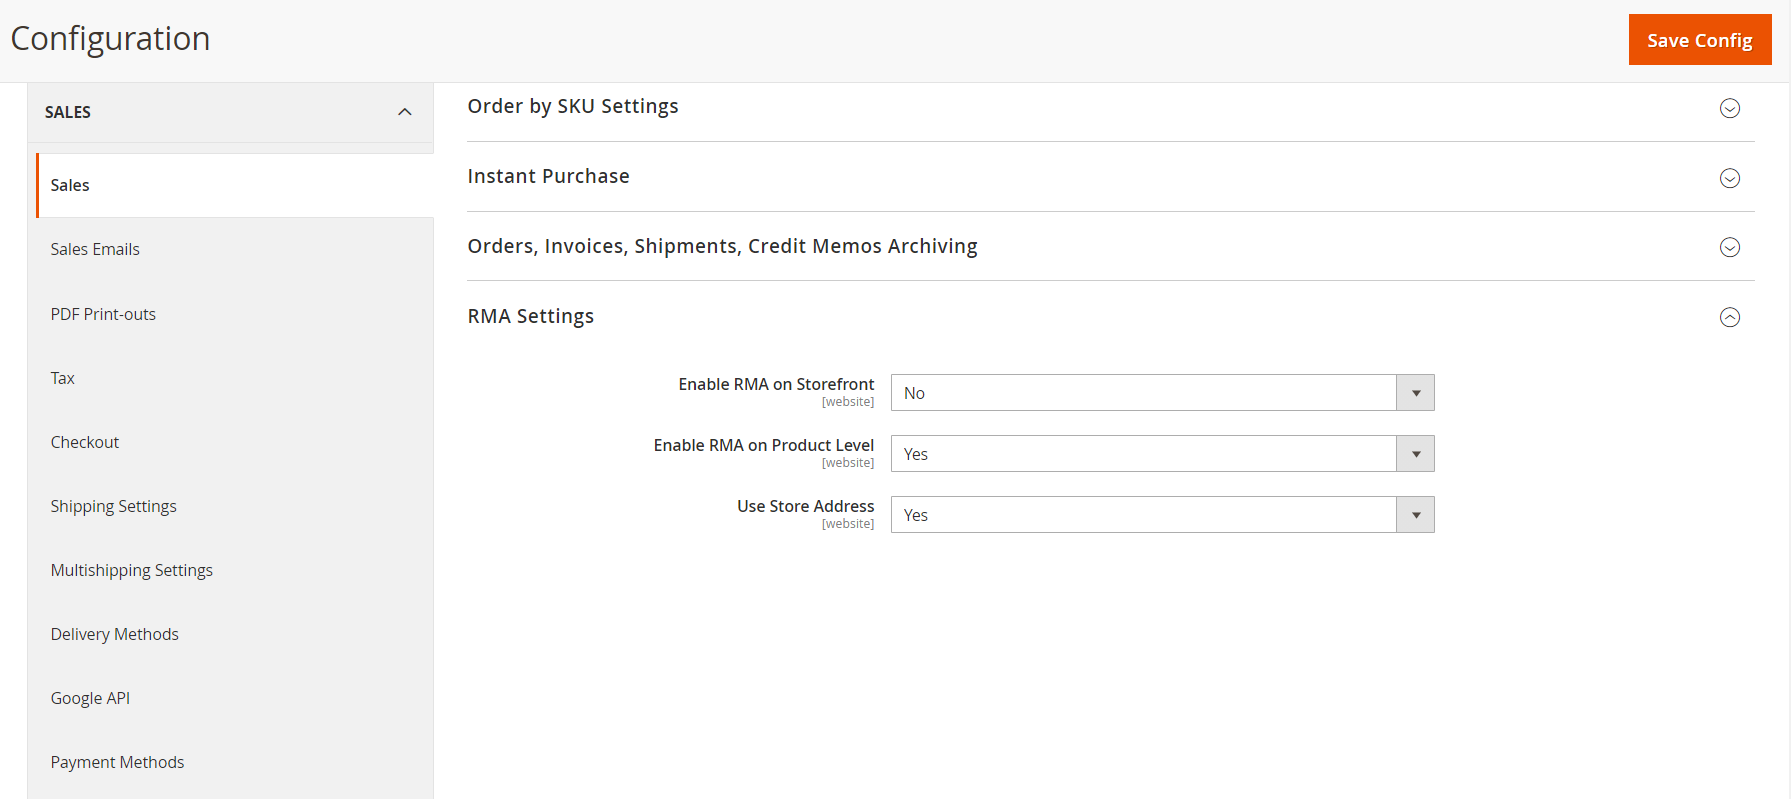 Configuration
Save Config
SALES
Sales
Sales Emails
PDF Print-outs
Tax
Checkout
Shipping Settings
Multishipping Settings
Delivery Methods
Google API
Payment Methods
Order by SKU Settings
Instant Purchase
Orders, Invoices, Shipments, Credit Memos Archiving
RMA Settings
Enable RMA on Storefront
[website]
No
Enable RMA on Product Level
[website]
Yes
Use Store Address
[website]
Yes